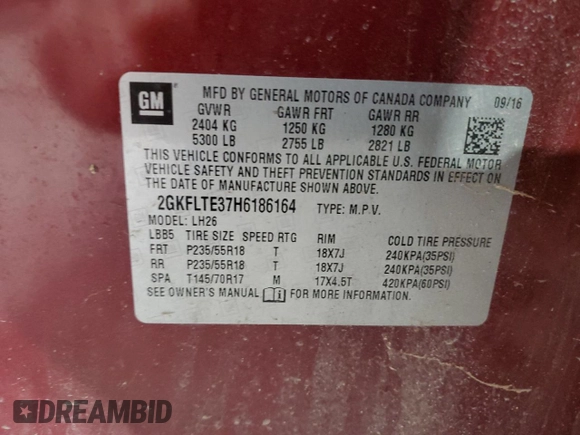 GM
MFD BY GENERAL MOTORS OF CANADA COMPANY 09/16
GVWR GAWR FRT GAWR RR
2404 KG 1250 KG 1280 KG
5300 LB 2755 LB 2821 LB
THIS VEHICLE CONFORMS TO ALL APPLICABLE U.S. FEDERAL MOTOR
VEHICLE SAFETY AND THEFT PREVENTION STANDARDS IN EFFECT ON
THE DATE OF MANUFACTURE SHOWN ABOVE.
2GKFLTE37H6186164 TYPE: M.P.V.
MODEL: LH26
LBB5 TIRE SIZE SPEED RTG RIM COLD TIRE PRESSURE
FRT P235/55R18 T 18X7J 240KPA(35PSI)
RR P235/55R18 T 18X7J 240KPA(35PSI)
SPA T145/70R17 M 17X4.5T 420KPA(60PSI)
SEE OWNER'S MANUAL FOR MORE INFORMATION
DREAMBID